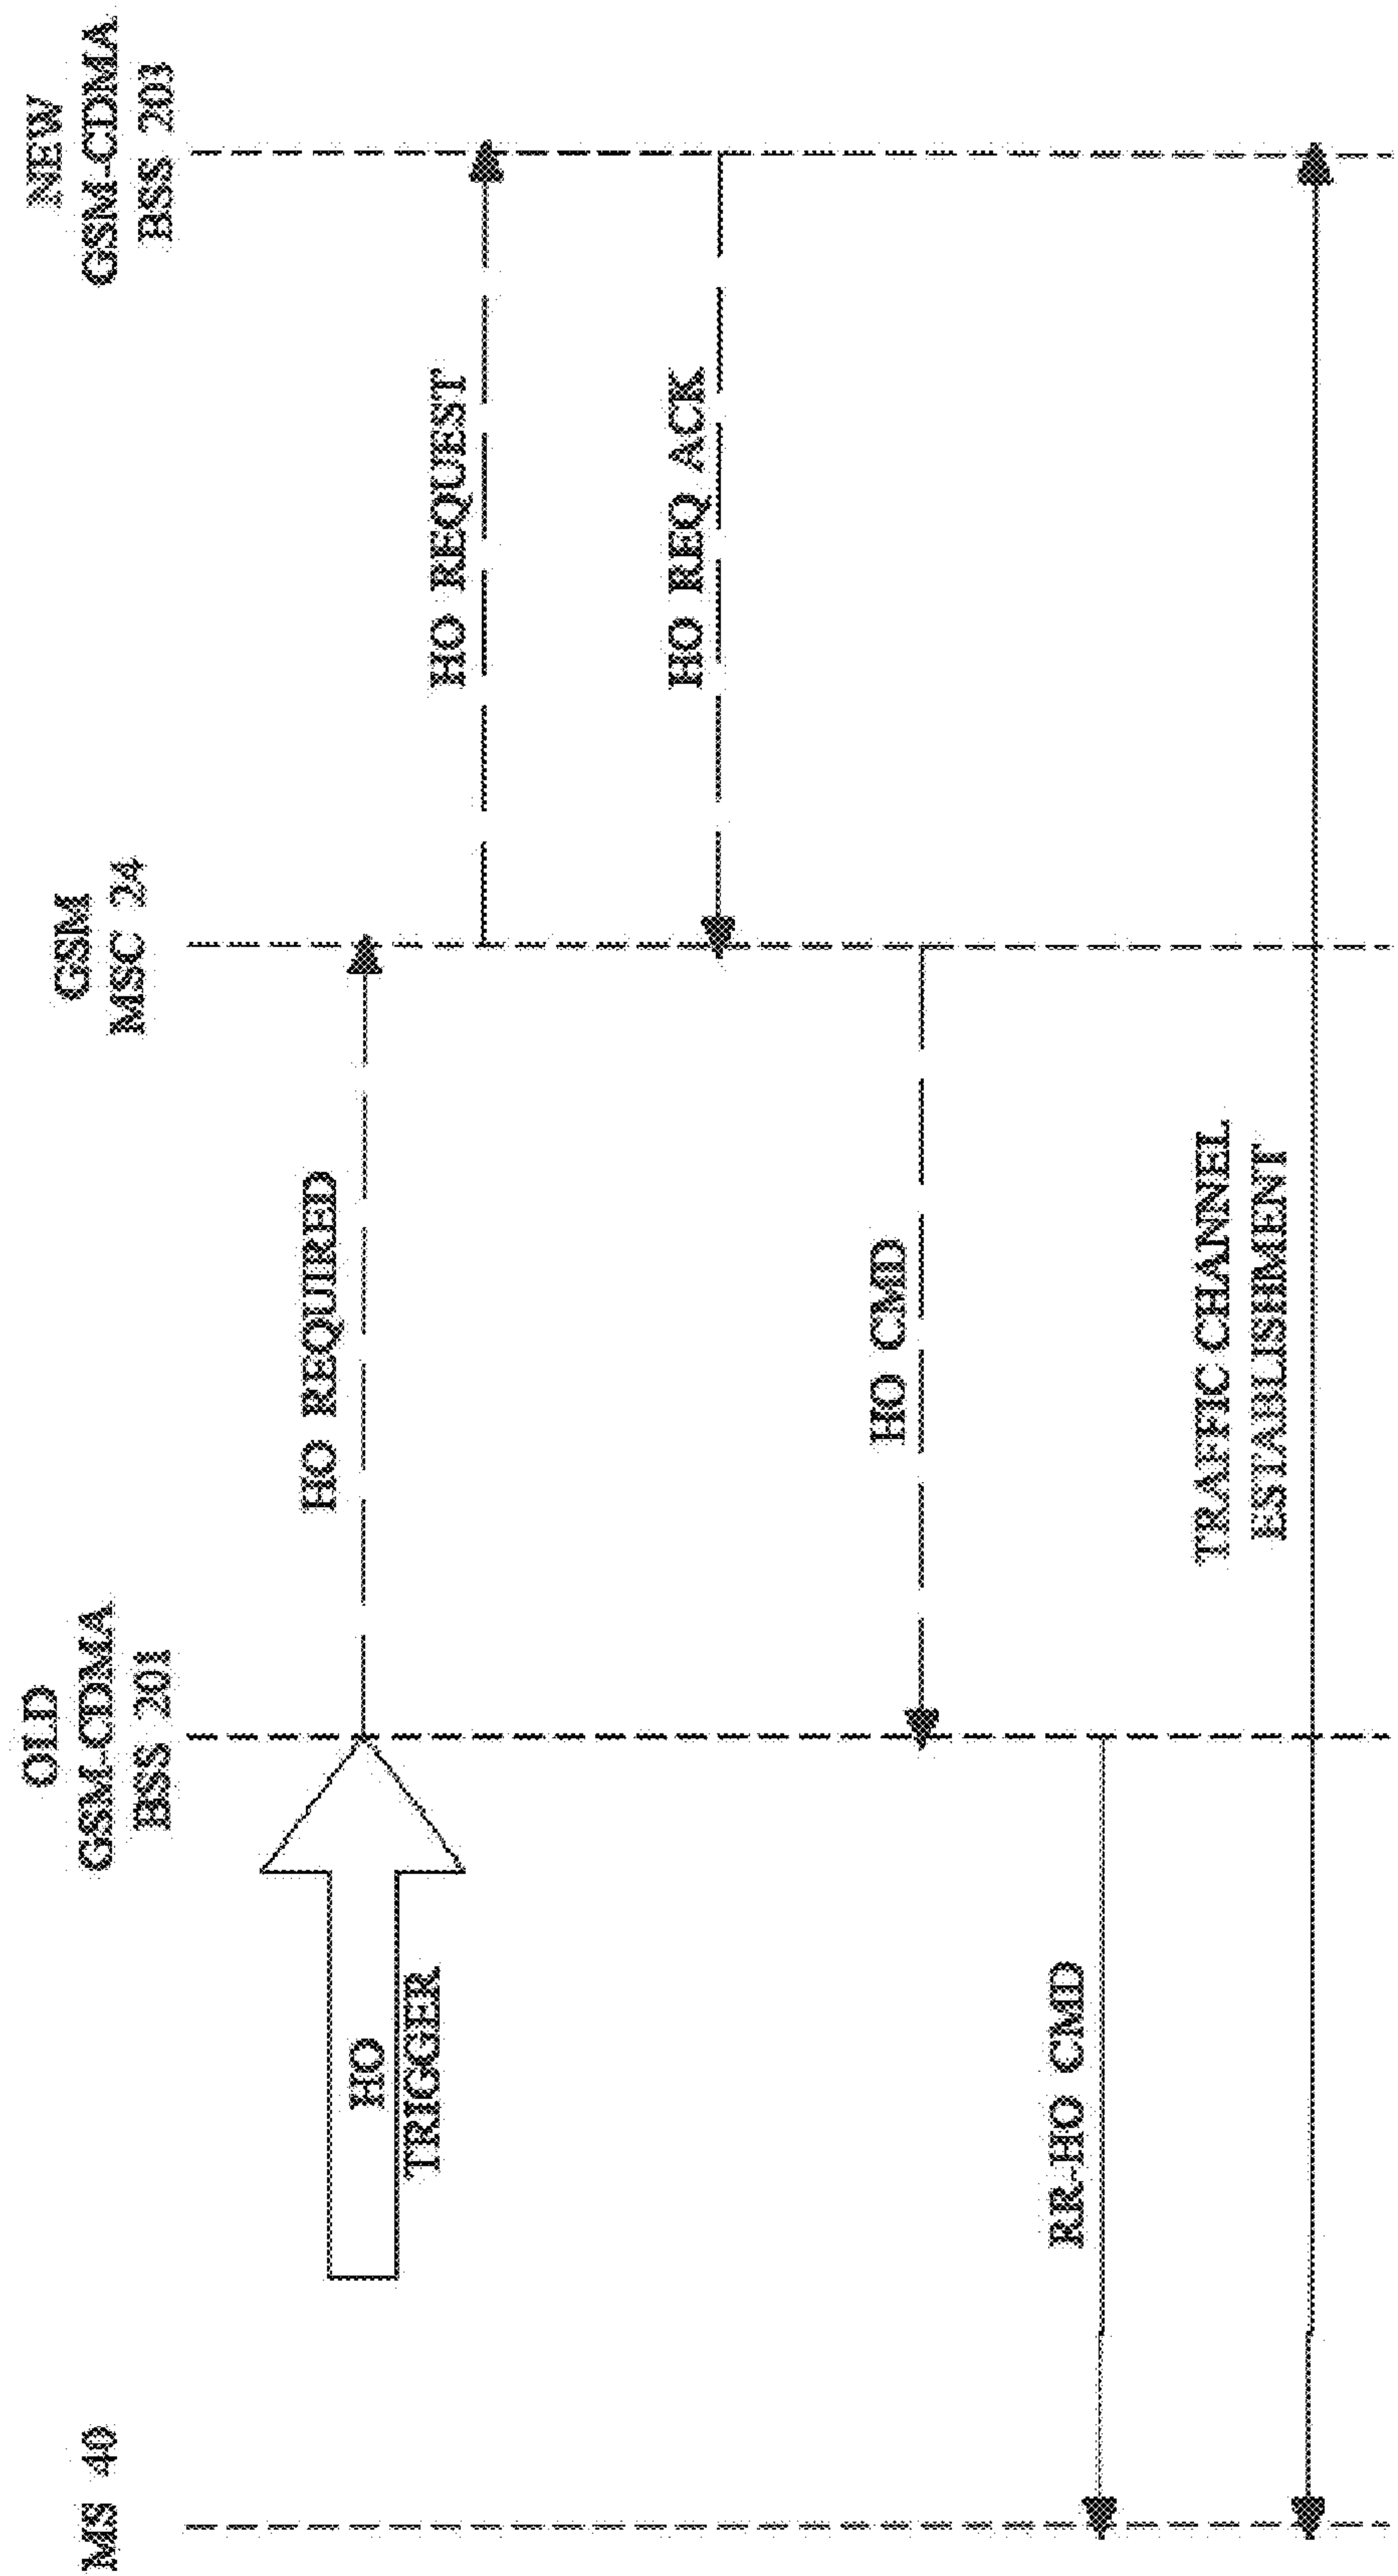 MS 40
OLD
GSM-CDMA
BSS 201
GSM
MSC 24
NEW
GSM-CDMA
BSS 203
HO
TRIGGER
HO REQUIRED
HO REQUEST
HO REQ ACK
HO CMD
RR-HO CMD
TRAFFIC CHANNEL
ESTABLISHMENT